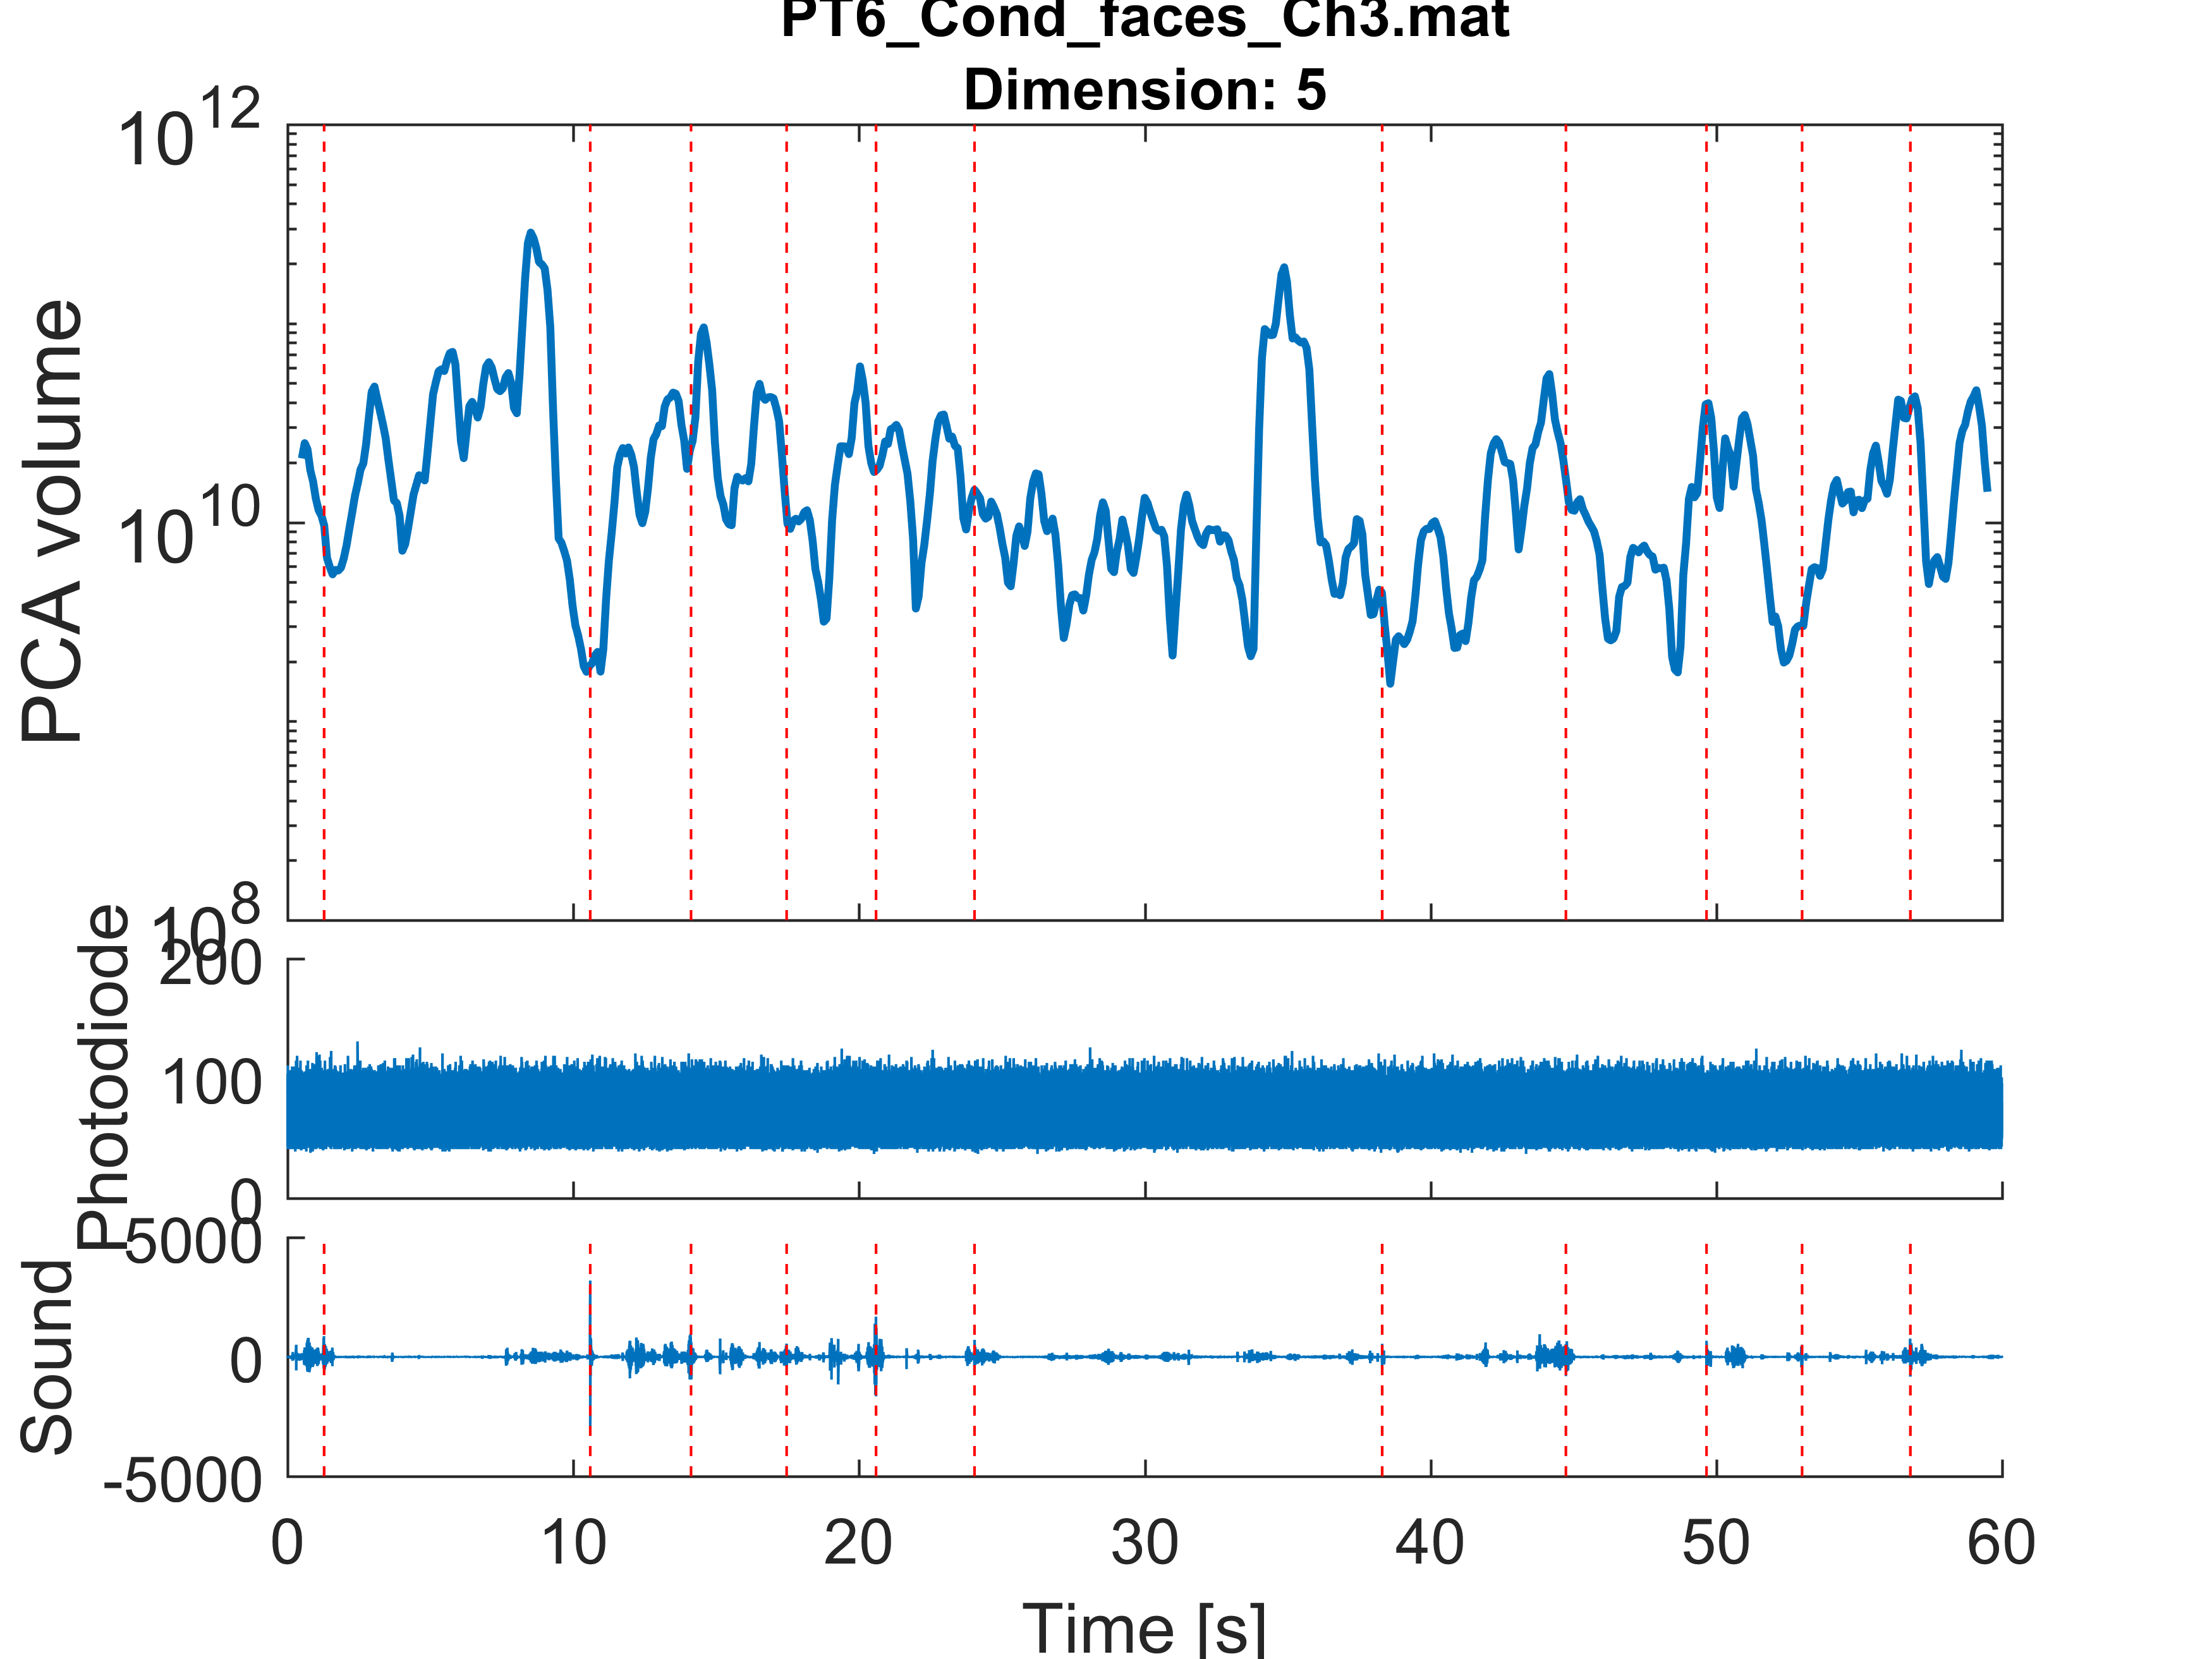 PT6_Cond_faces_Ch3.mat
Dimension: 5
PCA volume
10^12
10^10
10^8
Photodiode
200
100
0
Sound
5000
0
-5000
0 10 20 30 40 50 60
Time [s]